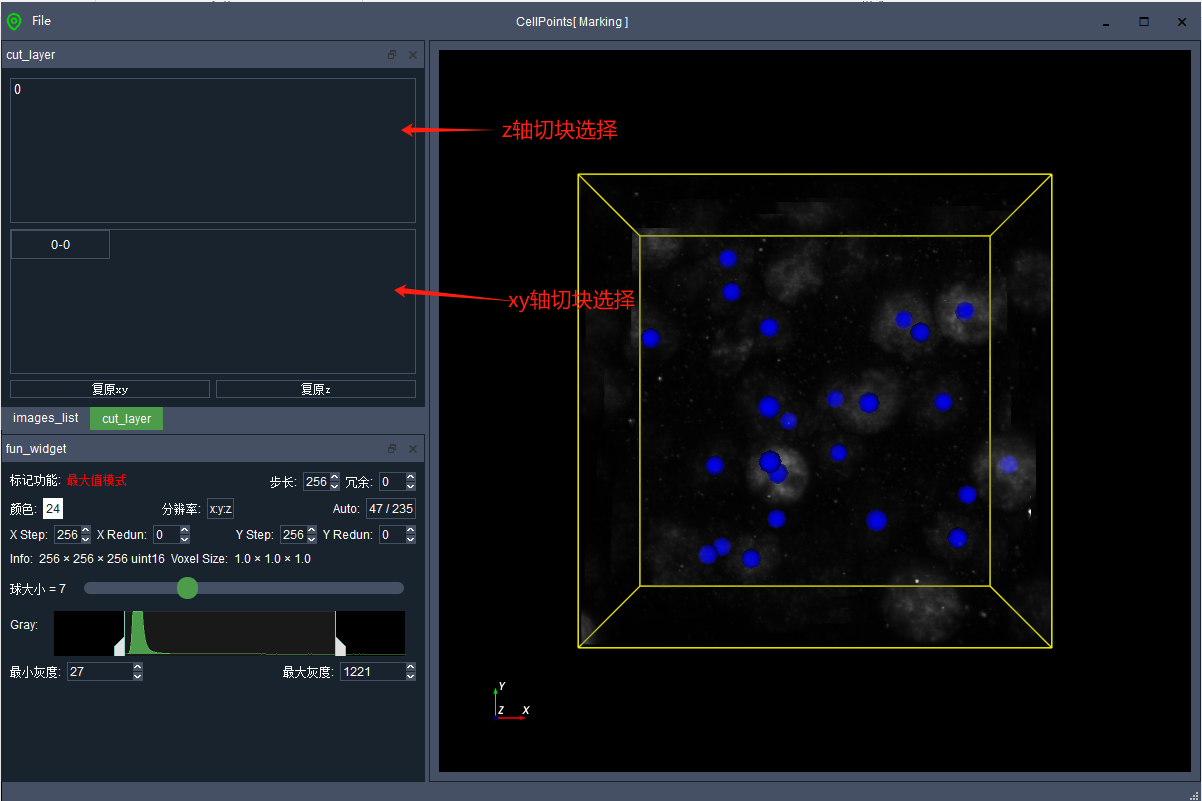 File
CellPoints[ Marking ]
cut_layer
0
z轴切块选择
0-0
xy轴切块选择
复原xy 复原z
images_list cut_layer
fun_widget
标记功能: 最大值模式 步长: 256 冗余: 0
颜色: 24 分辨率: x:y:z Auto: 47 / 235
X Step: 256 X Redun: 0 Y Step: 256 Y Redun: 0
Info: 256 × 256 × 256 uint16 Voxel Size: 1.0 × 1.0 × 1.0
球大小 = 7
Gray:
最小灰度: 27 最大灰度: 1221
Y
Z X